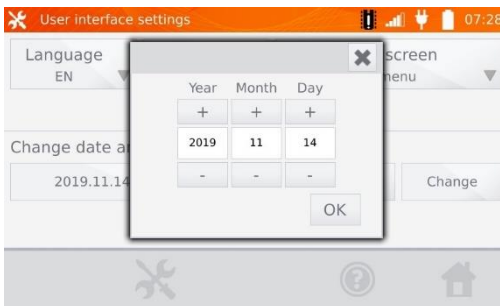 User interface settings 07:28
Language screen
EN menu
Year Month Day
+ + +
2019 11 14
- - -
OK
Change date
2019.11.14 Change